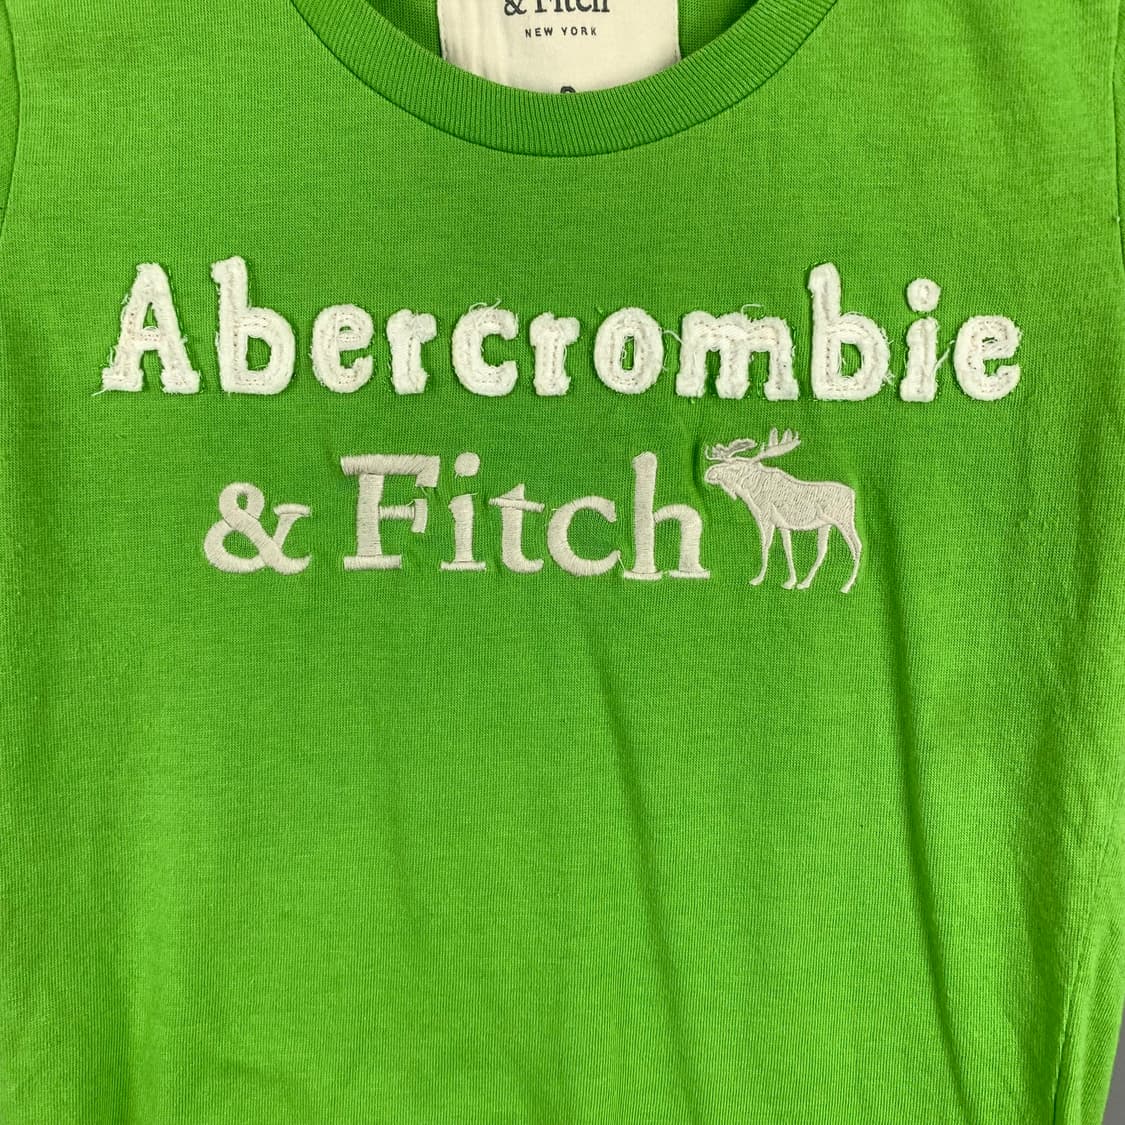 & Fitch
NEW YORK
Abercrombie
& Fitch